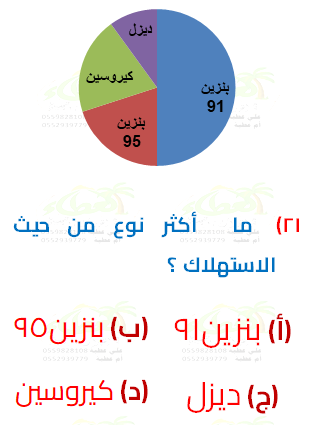 ديزل
كيروسين
بنزين
91
بنزين
95
٢١) ما أكثر نوع من حيث
الاستهلاك ؟
(أ) بنزين٩١ (ب) بنزين٩٥
(ج) ديزل (د) كيروسين